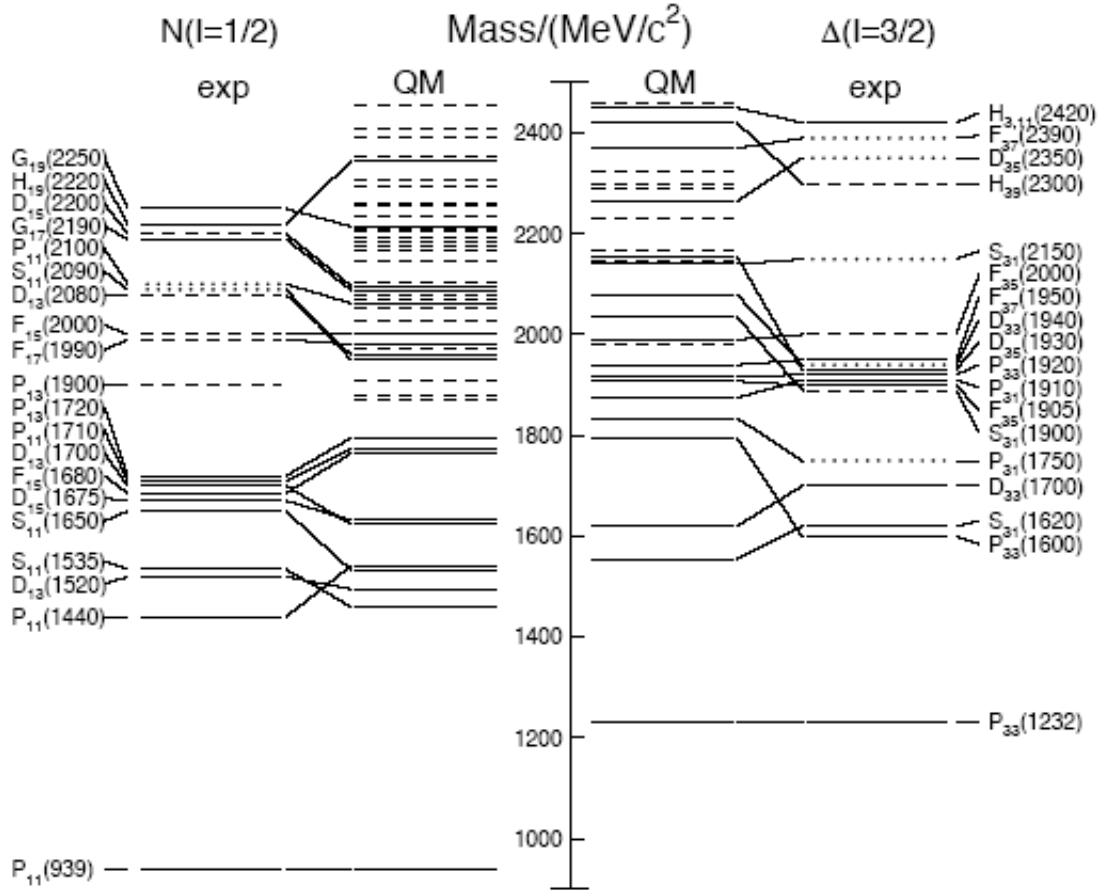 N(I=1/2) Mass/(MeV/c²) Δ(I=3/2)
exp QM QM exp
G₁₉(2250)
H₁₉(2220)
D₁₅(2200)
G₁₇(2190)
P₁₁(2100)
S₁₁(2090)
D₁₃(2080)
F₁₅(2000)
F₁₇(1990)
P₁₃(1900)
P₁₃(1720)
P₁₁(1710)
D₁₃(1700)
F₁₅(1680)
D₁₅(1675)
S₁₁(1650)
S₁₁(1535)
D₁₃(1520)
P₁₁(1440)
P₁₁(939)
2400
2200
2000
1800
1600
1400
1200
1000
H₃,₁₁(2420)
F₃₇(2390)
D₃₅(2350)
H₃₉(2300)
S₃₁(2150)
F₃₅(2000)
F₃₇(1950)
D₃₃(1940)
D₃₅(1930)
P₃₃(1920)
P₃₁(1910)
F₃₅(1905)
S₃₁(1900)
P₃₁(1750)
D₃₃(1700)
S₃₁(1620)
P₃₃(1600)
P₃₃(1232)